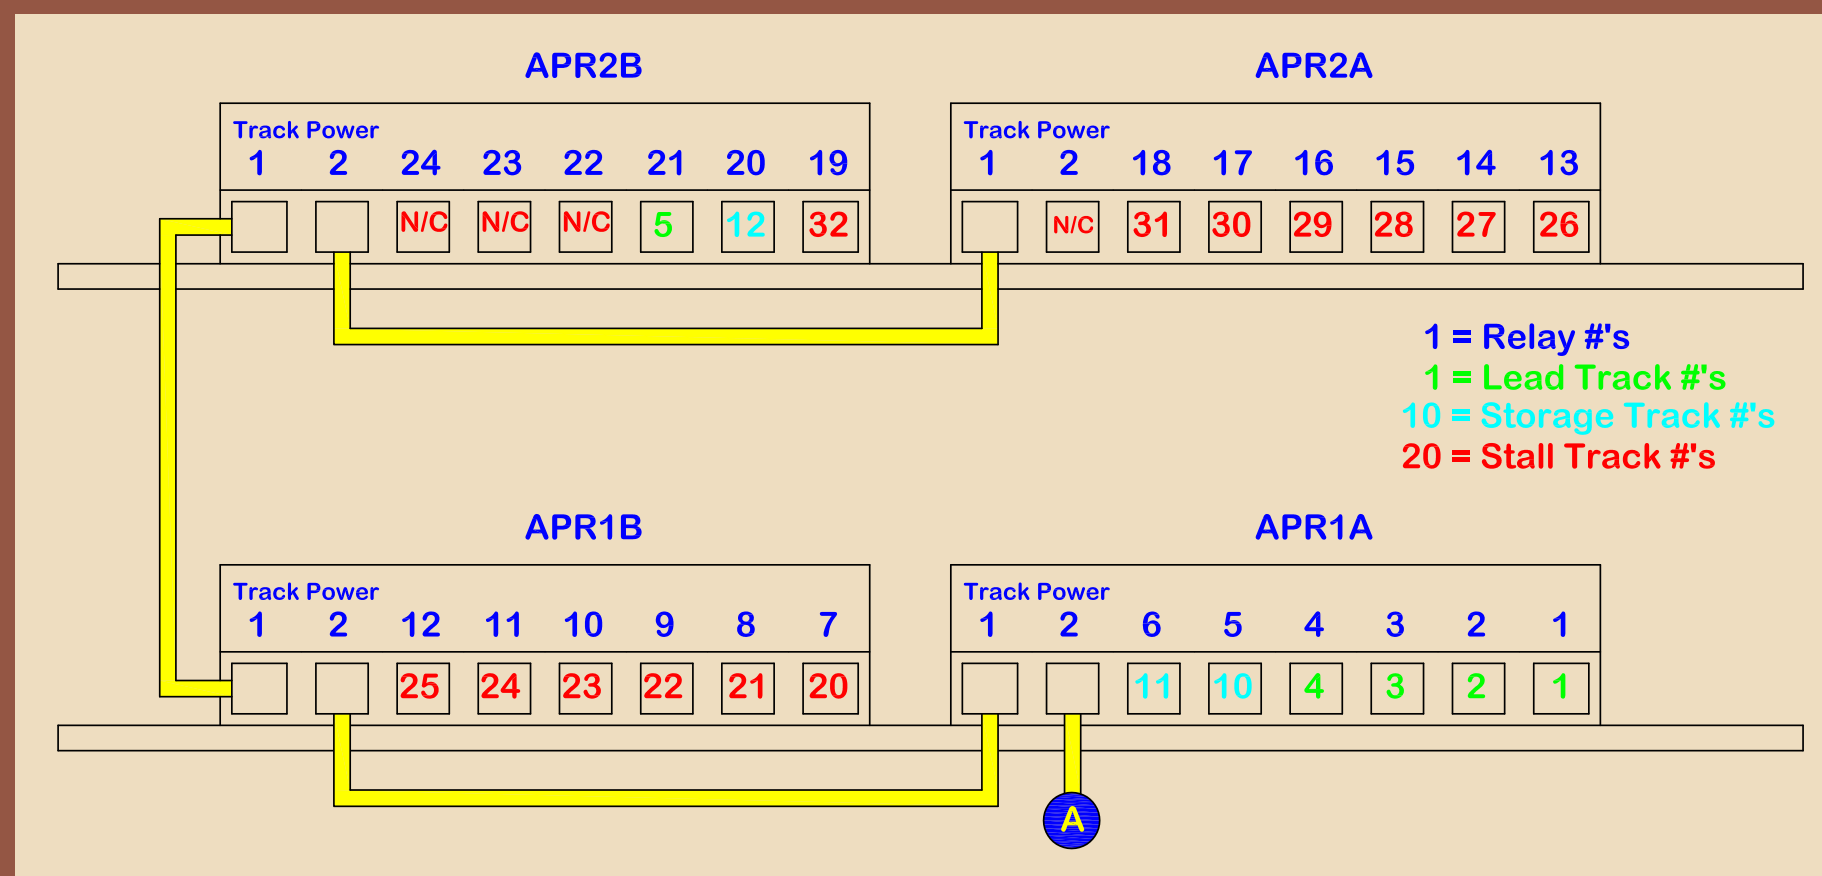 APR2B
Track Power
1 2 24 23 22 21 20 19
N/C N/C N/C 5 12 32
APR2A
Track Power
1 2 18 17 16 15 14 13
N/C 31 30 29 28 27 26
1 = Relay #'s
1 = Lead Track #'s
10 = Storage Track #'s
20 = Stall Track #'s
APR1B
Track Power
1 2 12 11 10 9 8 7
25 24 23 22 21 20
APR1A
Track Power
1 2 6 5 4 3 2 1
11 10 4 3 2 1
A